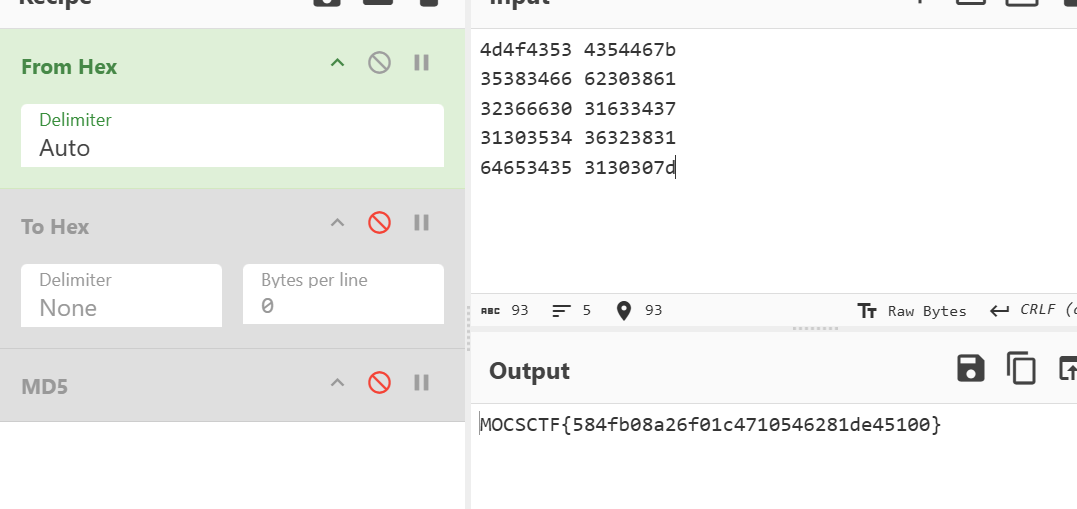 Recipe
Input
From Hex
Delimiter
Auto
To Hex
Delimiter
None
Bytes per line
0
MD5
4d4f4353 4354467b
35383466 62303861
32366630 31633437
31303534 36323831
64653435 3130307d
ABC 93 5 93 Raw Bytes CRLF
Output
MOCSCTF{584fb08a26f01c4710546281de45100}